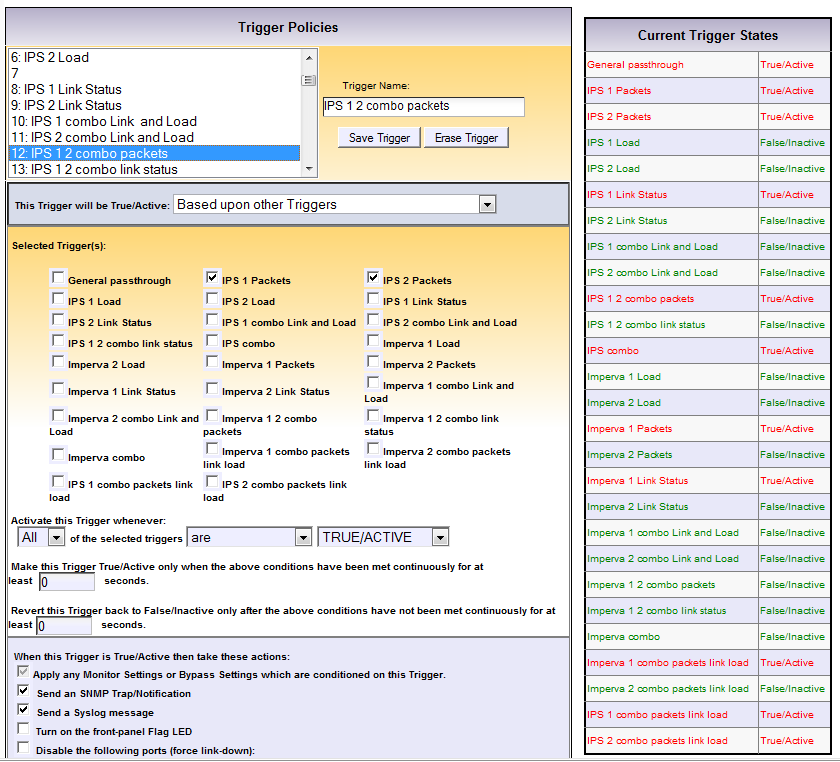 Trigger Policies
6: IPS 2 Load
7
8: IPS 1 Link Status
9: IPS 2 Link Status
10: IPS 1 combo Link and Load
11: IPS 2 combo Link and Load
12: IPS 1 2 combo packets
13: IPS 1 2 combo link status
Trigger Name:
IPS 1 2 combo packets
Save Trigger Erase Trigger
This Trigger will be True/Active: Based upon other Triggers
Selected Trigger(s):
General passthrough IPS 1 Packets IPS 2 Packets
IPS 1 Load IPS 2 Load IPS 1 Link Status
IPS 2 Link Status IPS 1 combo Link and Load IPS 2 combo Link and Load
IPS 1 2 combo link status IPS combo Imperva 1 Load
Imperva 2 Load Imperva 1 Packets Imperva 2 Packets
Imperva 1 Link Status Imperva 2 Link Status Imperva 1 combo Link and
Load
Imperva 2 combo Link and Imperva 1 2 combo Imperva 1 2 combo link
Load packets status
Imperva combo Imperva 1 combo packets Imperva 2 combo packets
link load link load
IPS 1 combo packets link IPS 2 combo packets link
load load
Activate this Trigger whenever:
All of the selected triggers are TRUE/ACTIVE
Make this Trigger True/Active only when the above conditions have been met continuously for at
least 0 seconds.
Revert this Trigger back to False/Inactive only after the above conditions have not been met continuously for at
least 0 seconds.
When this Trigger is True/Active then take these actions:
Apply any Monitor Settings or Bypass Settings which are conditioned on this Trigger.
Send an SNMP Trap/Notification
Send a Syslog message
Turn on the front-panel Flag LED
Disable the following ports (force link-down):
Current Trigger States
General passthrough True/Active
IPS 1 Packets True/Active
IPS 2 Packets True/Active
IPS 1 Load False/Inactive
IPS 2 Load False/Inactive
IPS 1 Link Status True/Active
IPS 2 Link Status False/Inactive
IPS 1 combo Link and Load False/Inactive
IPS 2 combo Link and Load False/Inactive
IPS 1 2 combo packets True/Active
IPS 1 2 combo link status False/Inactive
IPS combo True/Active
Imperva 1 Load False/Inactive
Imperva 2 Load False/Inactive
Imperva 1 Packets True/Active
Imperva 2 Packets False/Inactive
Imperva 1 Link Status True/Active
Imperva 2 Link Status False/Inactive
Imperva 1 combo Link and Load False/Inactive
Imperva 2 combo Link and Load False/Inactive
Imperva 1 2 combo packets False/Inactive
Imperva 1 2 combo link status False/Inactive
Imperva combo False/Inactive
Imperva 1 combo packets link load True/Active
Imperva 2 combo packets link load False/Inactive
IPS 1 combo packets link load True/Active
IPS 2 combo packets link load True/Active